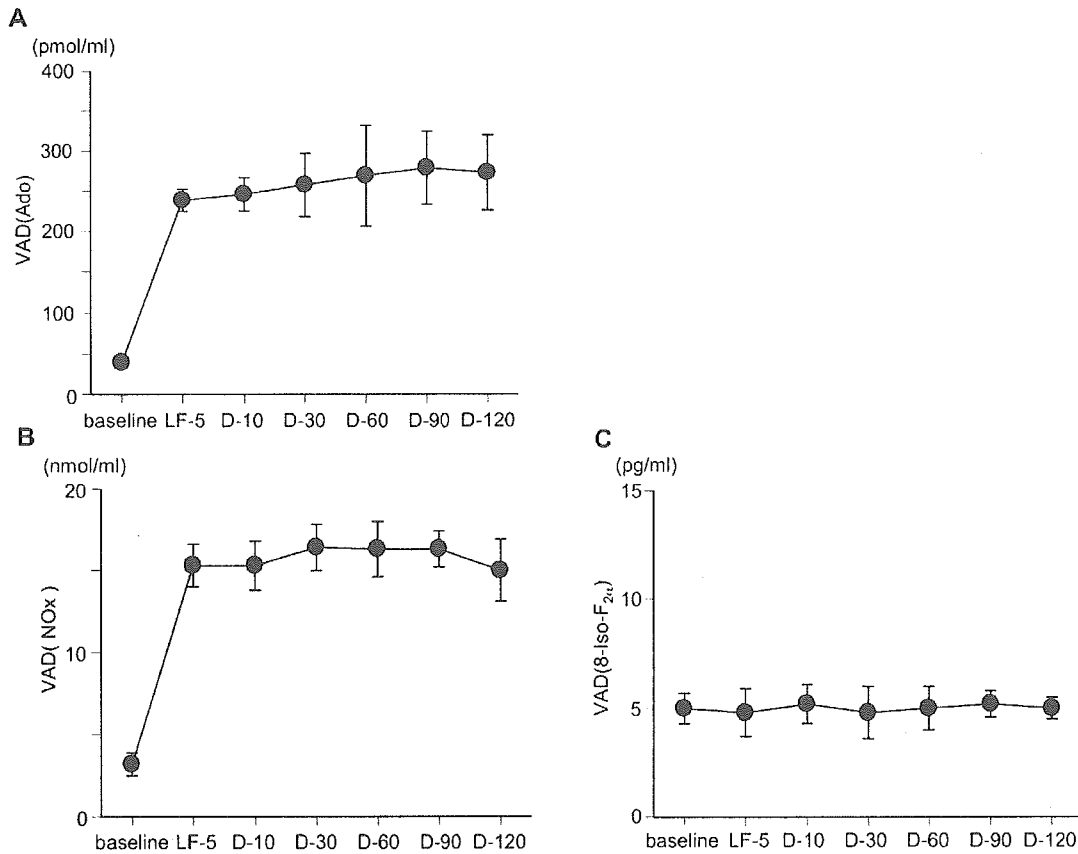 A
(pmol/ml)
400
300
200
100
0
VAD(Ado)
baseline LF-5 D-10 D-30 D-60 D-90 D-120
B
(nmol/ml)
20
10
0
VAD( NOx)
baseline LF-5 D-10 D-30 D-60 D-90 D-120
C
(pg/ml)
15
10
5
0
VAD(8-Iso-F2α)
baseline LF-5 D-10 D-30 D-60 D-90 D-120